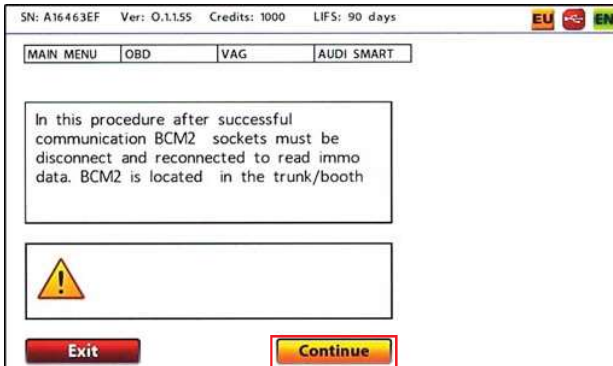 SN: A16463EF Ver: O.1.1.55 Credits: 1000 LIFS: 90 days EU EN
MAIN MENU OBD VAG AUDI SMART
In this procedure after successful
communication BCM2 sockets must be
disconnect and reconnected to read immo
data. BCM2 is located in the trunk/booth
Exit Continue